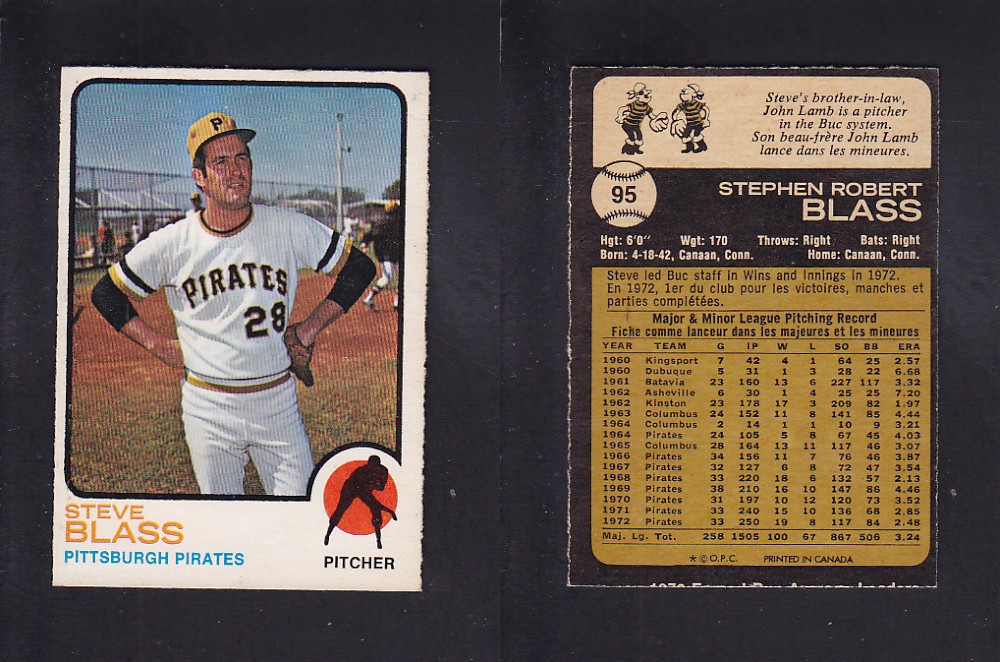 P
PIRATES
28
STEVE
BLASS
PITTSBURGH PIRATES
PITCHER
Steve's brother-in-law,
John Lamb is a pitcher
in the Buc system.
Son beau-frère John Lamb
lance dans les mineures.
95
STEPHEN ROBERT
BLASS
Hgt: 6'0" Wgt: 170 Throws: Right Bats: Right
Born: 4-18-42, Canaan, Conn. Home: Canaan, Conn.
Steve led Buc staff in Wins and Innings in 1972.
En 1972, 1er du club pour les victoires, manches et
parties complétées.
Major & Minor League Pitching Record
Fiche comme lanceur dans les majeures et les mineures
YEAR TEAM G IP W L SO BB ERA
1960 Kingsport 7 42 4 1 64 25 2.57
1960 Dubuque 5 31 1 3 28 22 6.68
1961 Batavia 23 160 13 6 227 117 3.32
1962 Asheville 6 30 1 4 25 25 7.20
1962 Kinston 23 178 17 3 209 82 1.97
1963 Columbus 24 152 11 8 141 85 4.44
1964 Columbus 2 14 1 1 10 9 3.21
1964 Pirates 24 105 5 8 67 45 4.03
1965 Columbus 28 164 13 11 117 46 3.07
1966 Pirates 34 156 11 7 76 46 3.87
1967 Pirates 32 127 6 8 72 47 3.54
1968 Pirates 33 220 18 6 132 57 2.13
1969 Pirates 38 210 16 10 147 86 4.46
1970 Pirates 31 197 10 12 120 73 3.52
1971 Pirates 33 240 15 10 136 68 2.85
1972 Pirates 33 250 19 8 117 84 2.48
Maj. Lg. Tot. 258 1505 100 67 867 506 3.24
★ © O.P.C. PRINTED IN CANADA